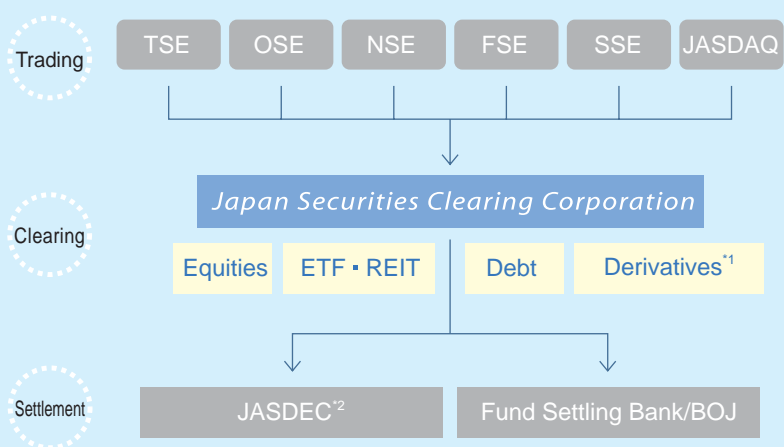 Trading
TSE OSE NSE FSE SSE JASDAQ
Clearing
Japan Securities Clearing Corporation
Equities ETF・REIT Debt Derivatives*1
Settlement
JASDEC*2 Fund Settling Bank/BOJ